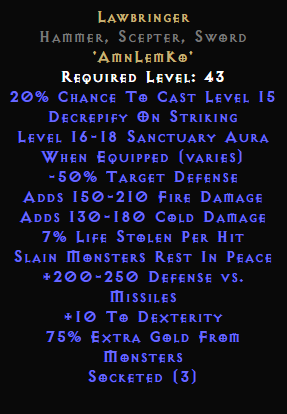 Lawbringer
Hammer, Scepter, Sword
'AmnLemKo'
Required Level: 43
20% Chance To Cast Level 15
Decrepify On Striking
Level 16-18 Sanctuary Aura
When Equipped (varies)
-50% Target Defense
Adds 150-210 Fire Damage
Adds 130-180 Cold Damage
7% Life Stolen Per Hit
Slain Monsters Rest In Peace
+200-250 Defense vs.
Missiles
+10 To Dexterity
75% Extra Gold From
Monsters
Socketed (3)